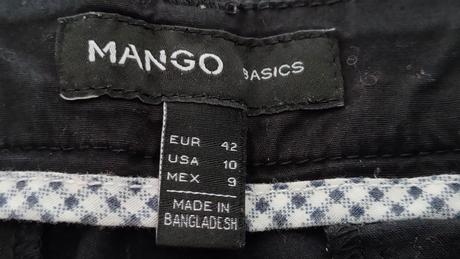 MANGO BASICS
EUR 42
USA 10
MEX 9
MADE IN
BANGLADESH